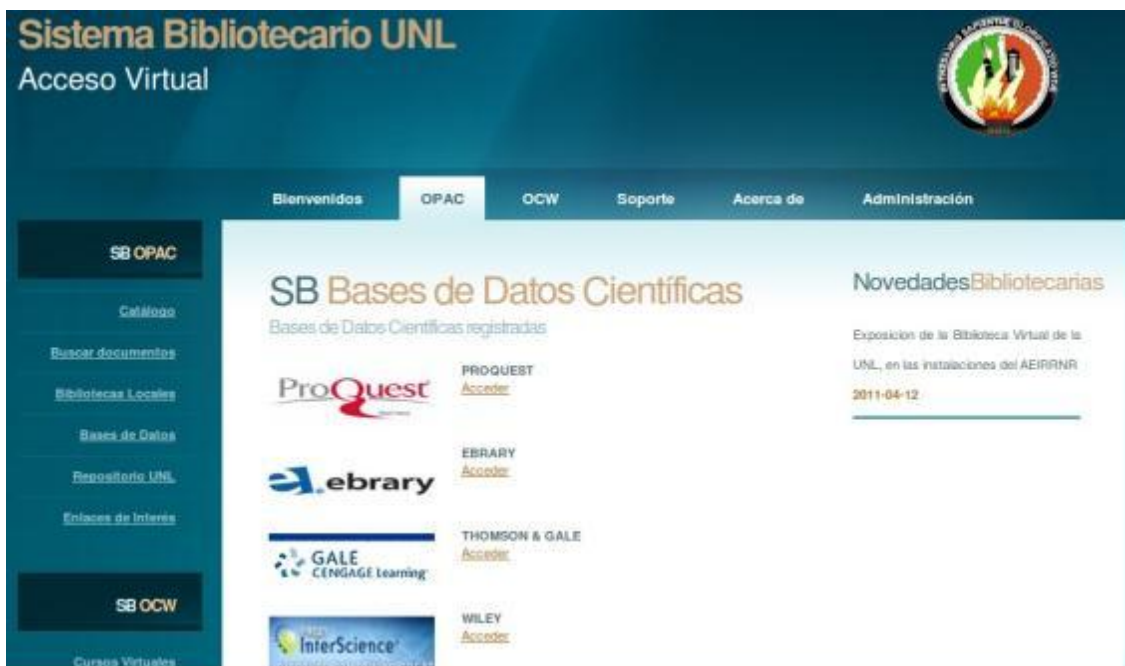 Sistema Bibliotecario UNL
Acceso Virtual
Bienvenidos OPAC OCW Soporte Acerca de Administración
SB OPAC
Catálogo
Buscar documentos
Bibliotecas Locales
Bases de Datos
Repositorio UNL
Enlaces de Interés
SB OCW
Cursos Virtuales
SB Bases de Datos Científicas
Bases de Datos Científicas registradas
ProQuest
PROQUEST
Acceder
ebrary
EBRARY
Acceder
GALE
CENGAGE Learning
THOMSON & GALE
Acceder
InterScience
WILEY
Acceder
NovedadesBibliotecarias
Exposicion de la Biblioteca Virtual de la
UNL, en las instalaciones del AEIRRNR
2011-04-12